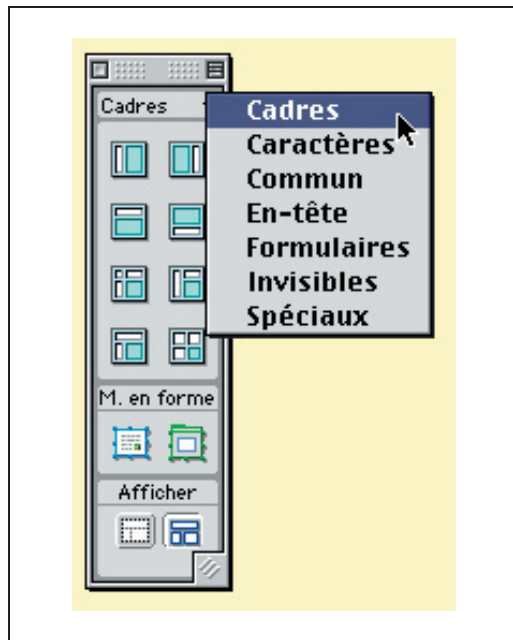 Cadres
Cadres
Caractères
Commun
En-tête
Formulaires
Invisibles
Spéciaux
M. en forme
Afficher